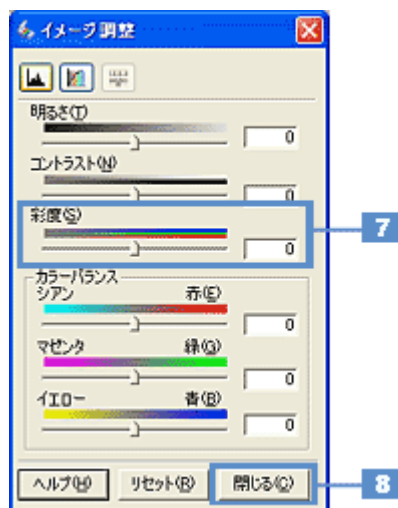 イメージ調整
明るさ(T)
0
コントラスト(N)
0
彩度(S)
0
7
カラーバランス
シアン 赤(E)
0
マゼンタ 緑(G)
0
イエロー 青(B)
0
ヘルプ(H) リセット(R) 閉じる(C) 8